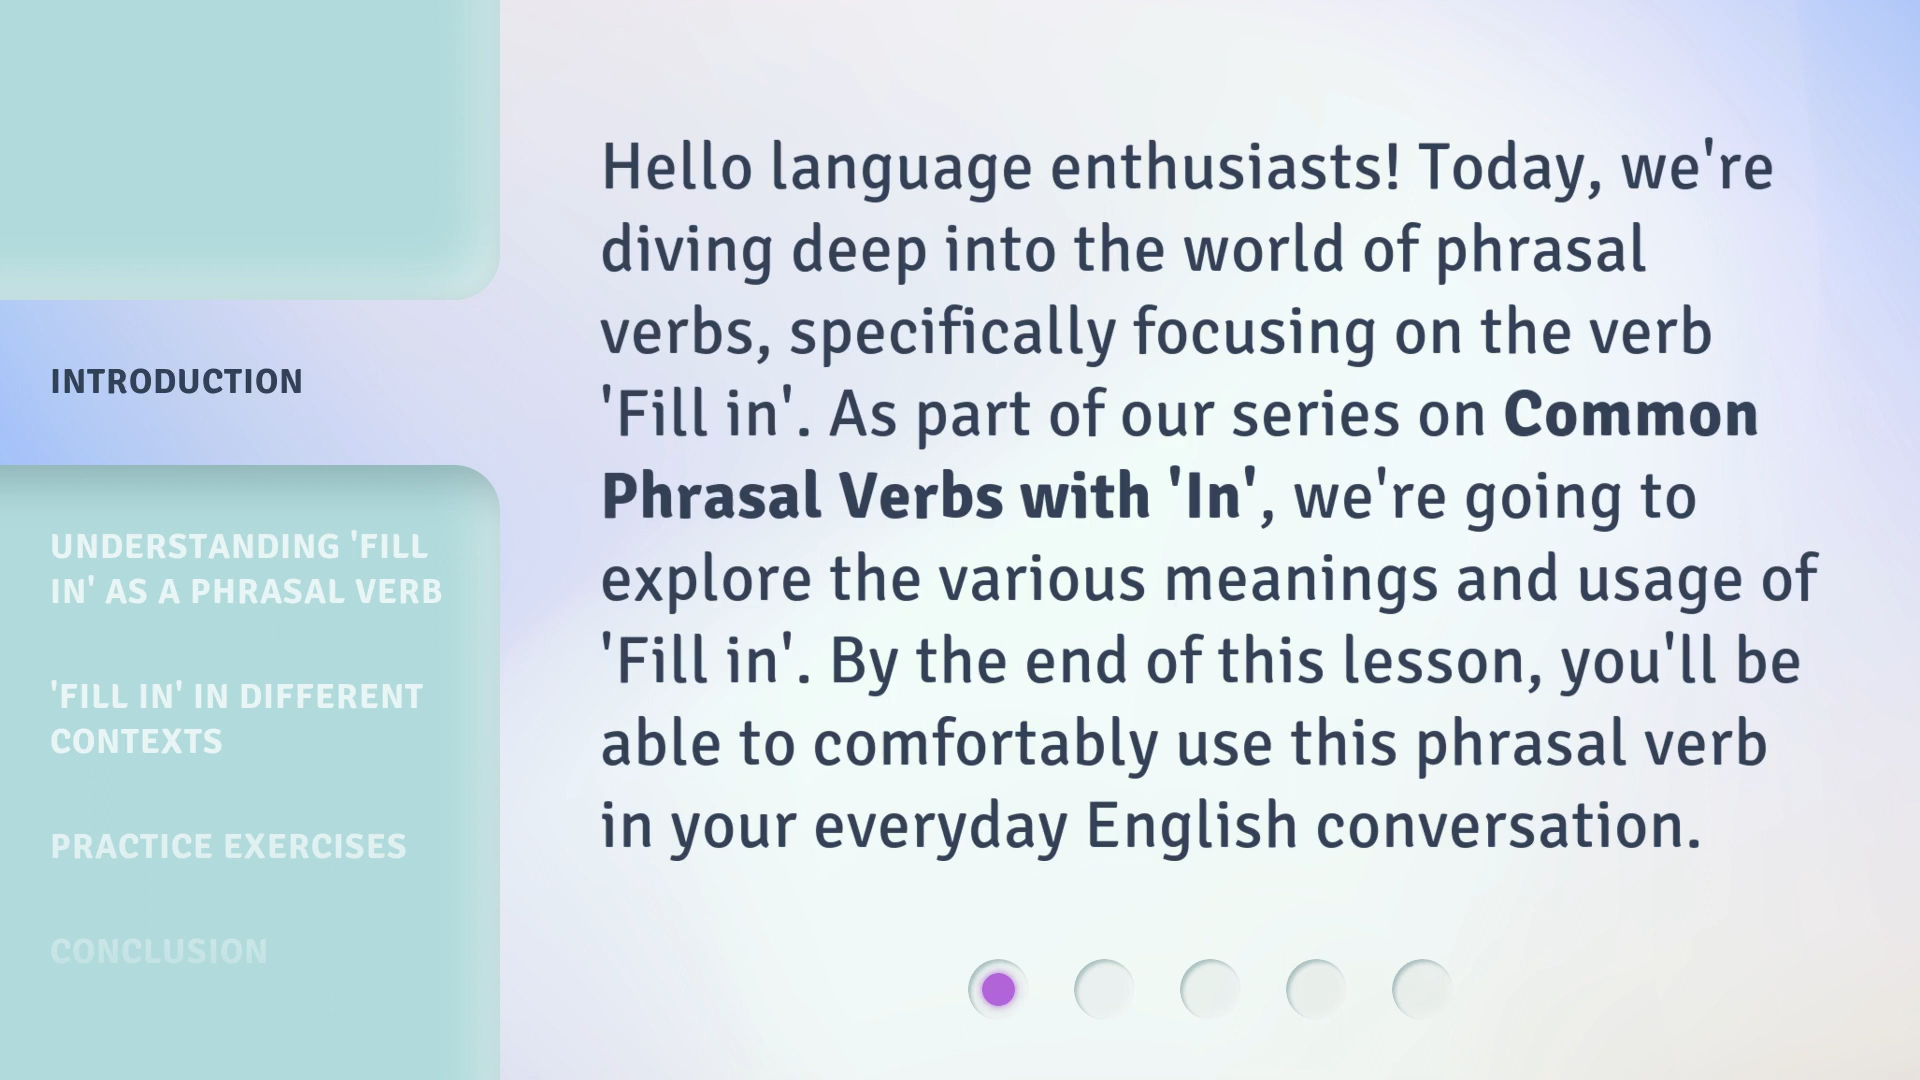 INTRODUCTION
UNDERSTANDING 'FILL
IN' AS A PHRASAL VERB
'FILL IN' IN DIFFERENT
CONTEXTS
PRACTICE EXERCISES
CONCLUSION
Hello language enthusiasts! Today, we're
diving deep into the world of phrasal
verbs, specifically focusing on the verb
'Fill in'. As part of our series on Common
Phrasal Verbs with 'In', we're going to
explore the various meanings and usage of
'Fill in'. By the end of this lesson, you'll be
able to comfortably use this phrasal verb
in your everyday English conversation.